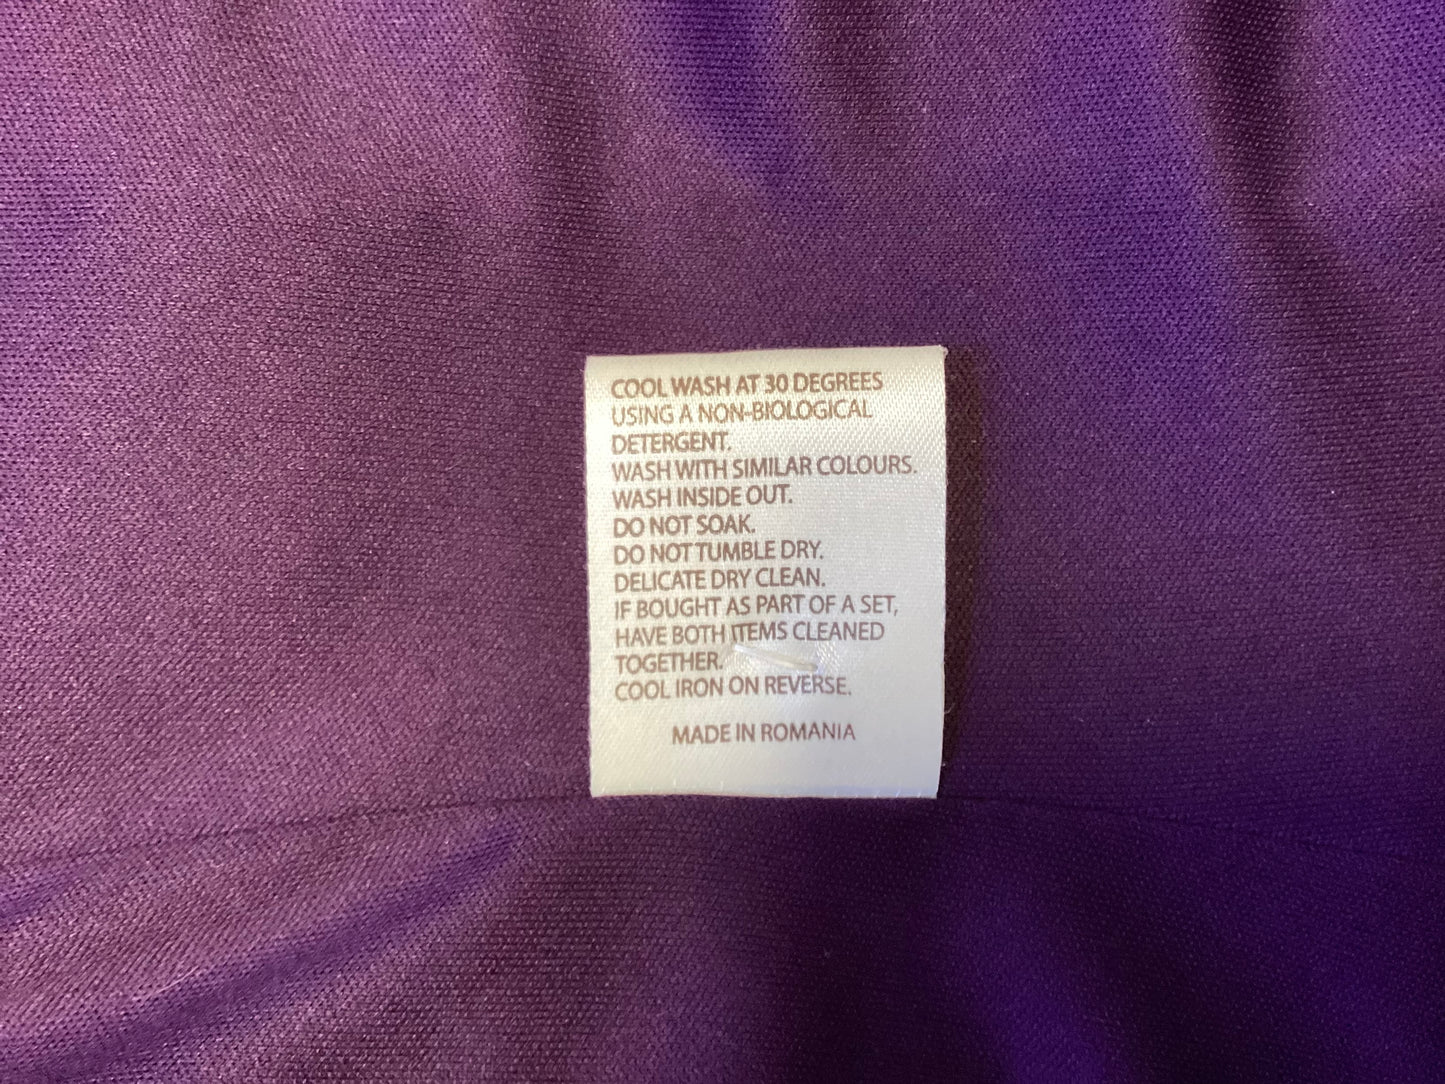 COOL WASH AT 30 DEGREES
USING A NON-BIOLOGICAL
DETERGENT.
WASH WITH SIMILAR COLOURS.
WASH INSIDE OUT.
DO NOT SOAK.
DO NOT TUMBLE DRY.
DELICATE DRY CLEAN.
IF BOUGHT AS PART OF A SET,
HAVE BOTH ITEMS CLEANED
TOGETHER.
COOL IRON ON REVERSE.
MADE IN ROMANIA